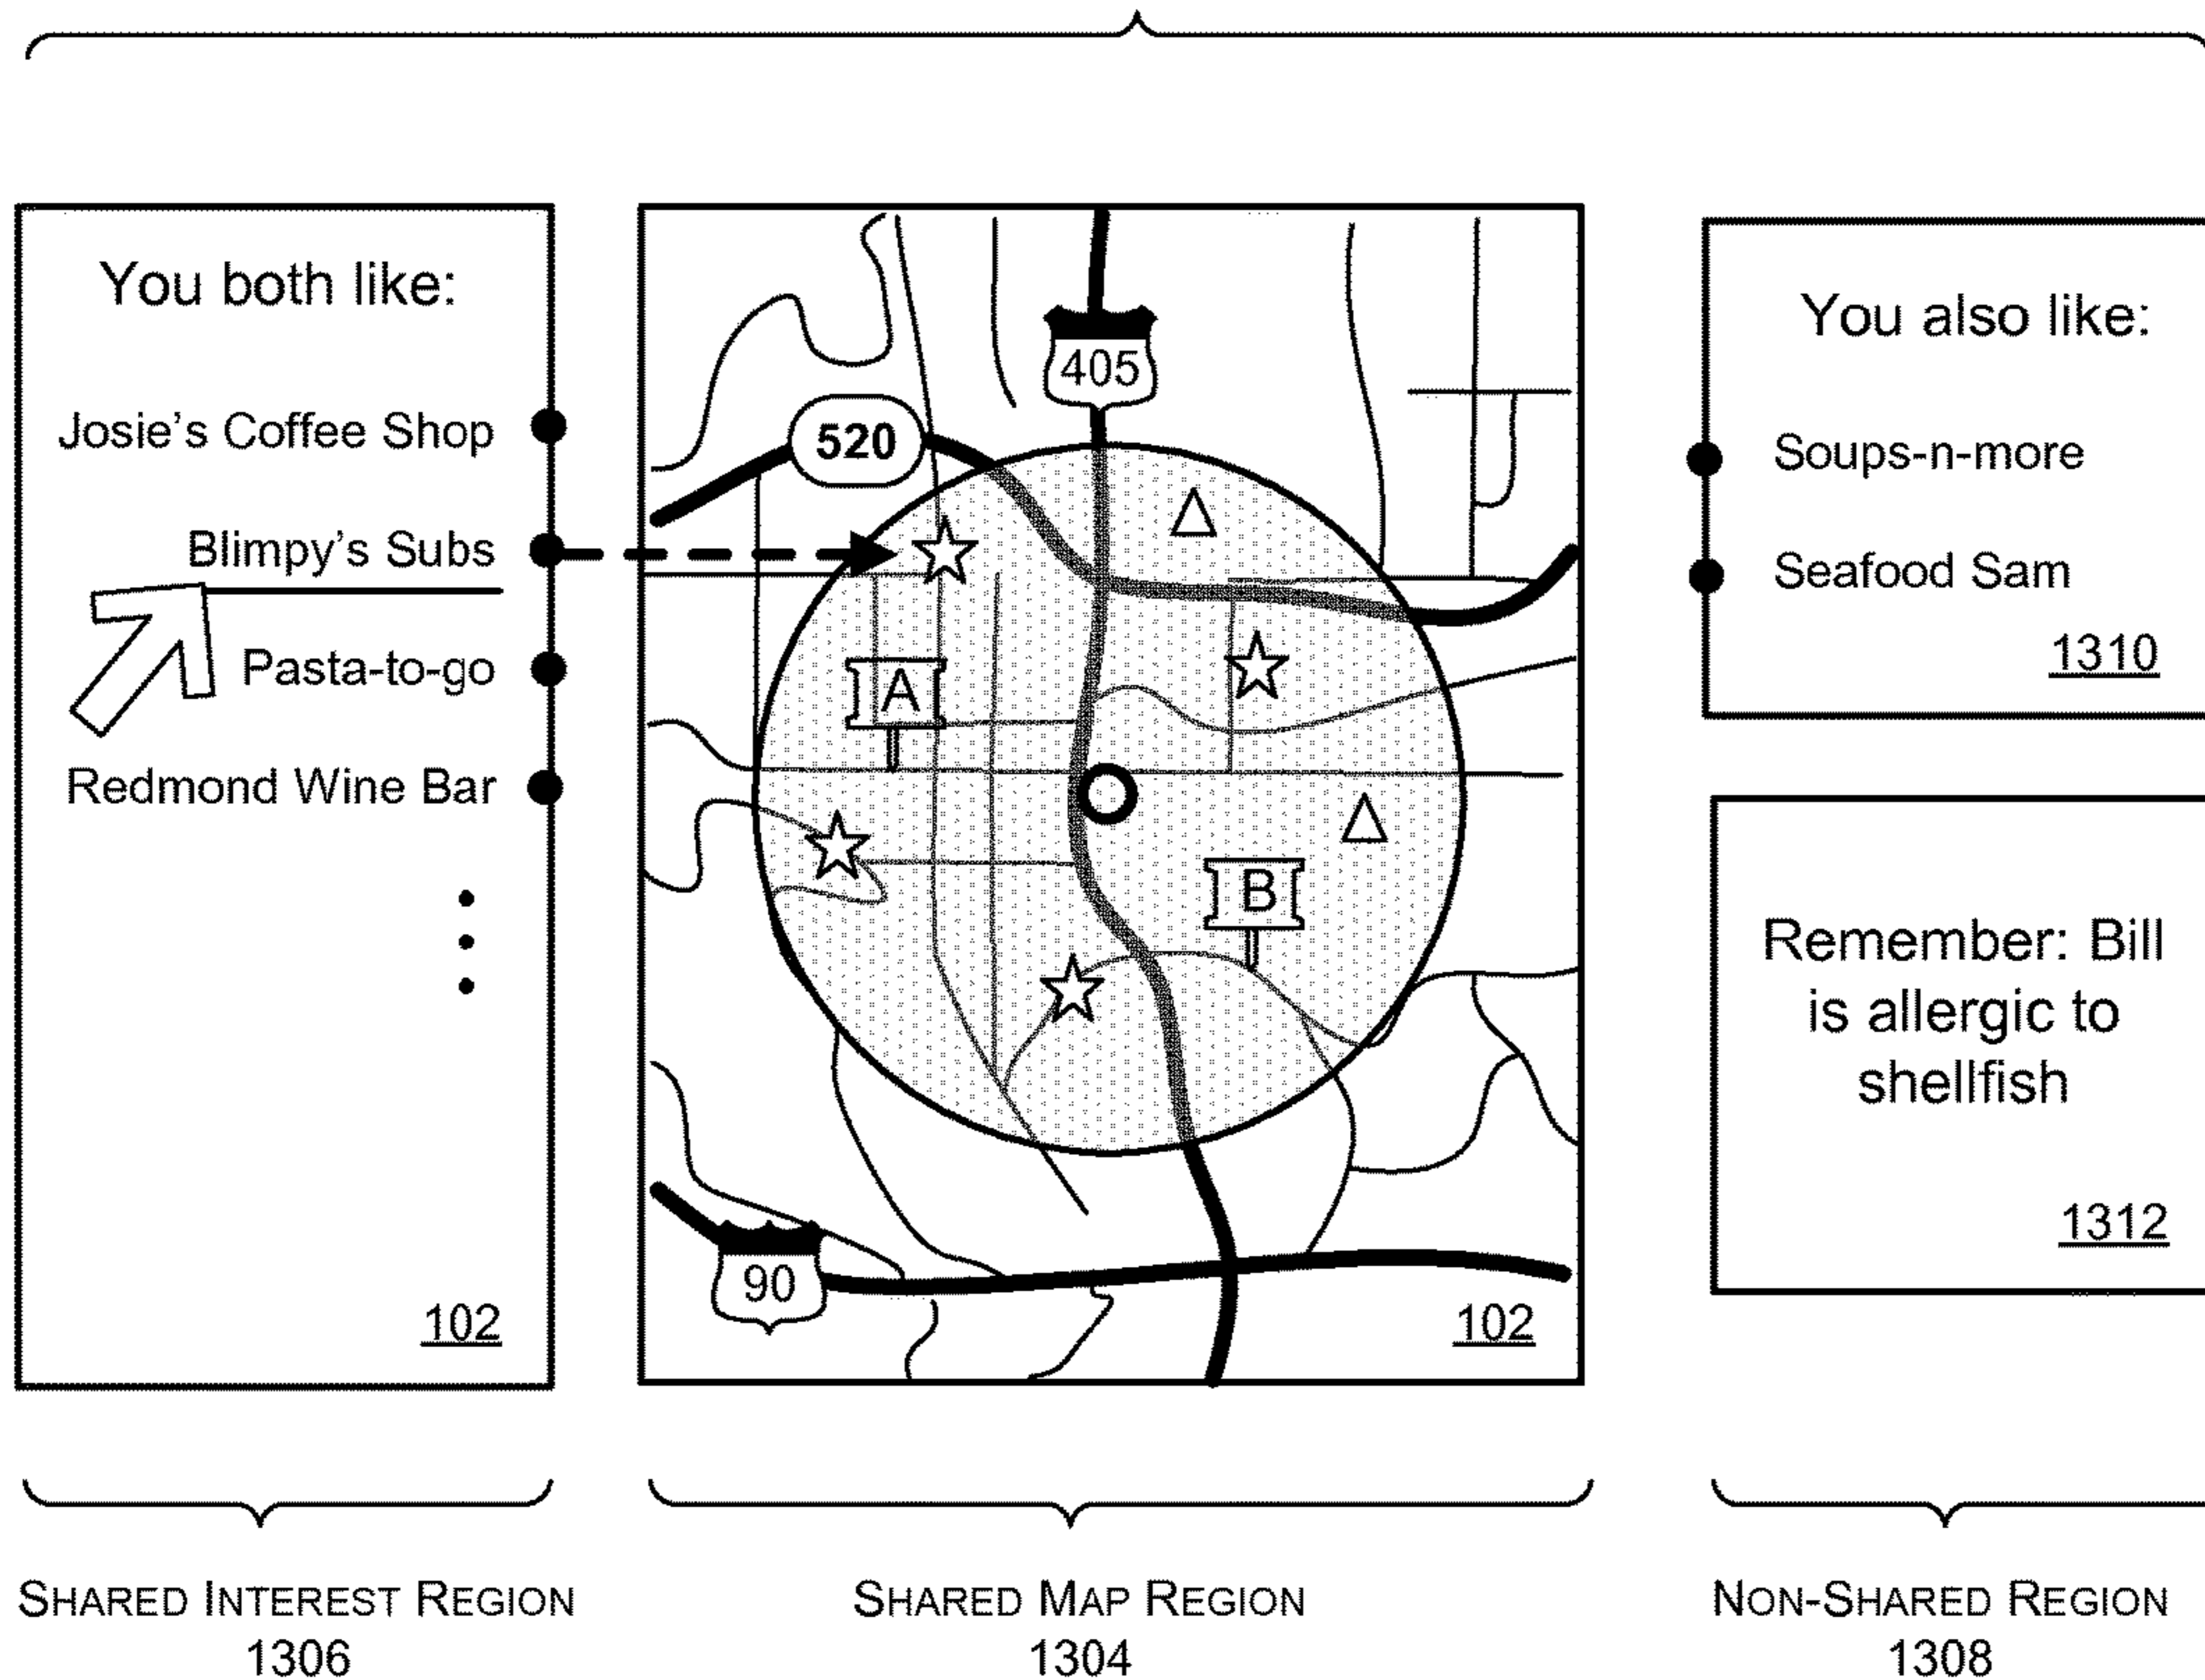 You both like:
Josie's Coffee Shop
Blimpy's Subs
Pasta-to-go
Redmond Wine Bar
102
405
520
A
B
90
102
You also like:
Soups-n-more
Seafood Sam
1310
Remember: Bill
is allergic to
shellfish
1312
SHARED INTEREST REGION
1306
SHARED MAP REGION
1304
NON-SHARED REGION
1308